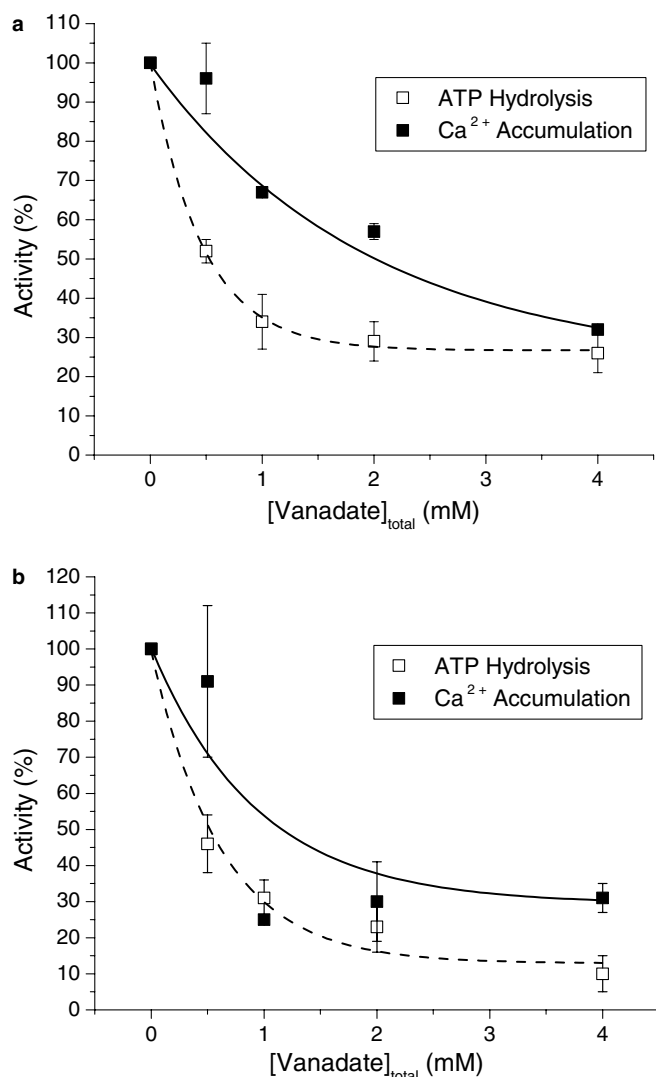 a
110
100
90
80
70
60
50
40
30
20
10
0
Activity (%)
ATP Hydrolysis
Ca²⁺ Accumulation
0 1 2 3 4
[Vanadate]total (mM)
b
120
110
100
90
80
70
60
50
40
30
20
10
0
Activity (%)
ATP Hydrolysis
Ca²⁺ Accumulation
0 1 2 3 4
[Vanadate]total (mM)